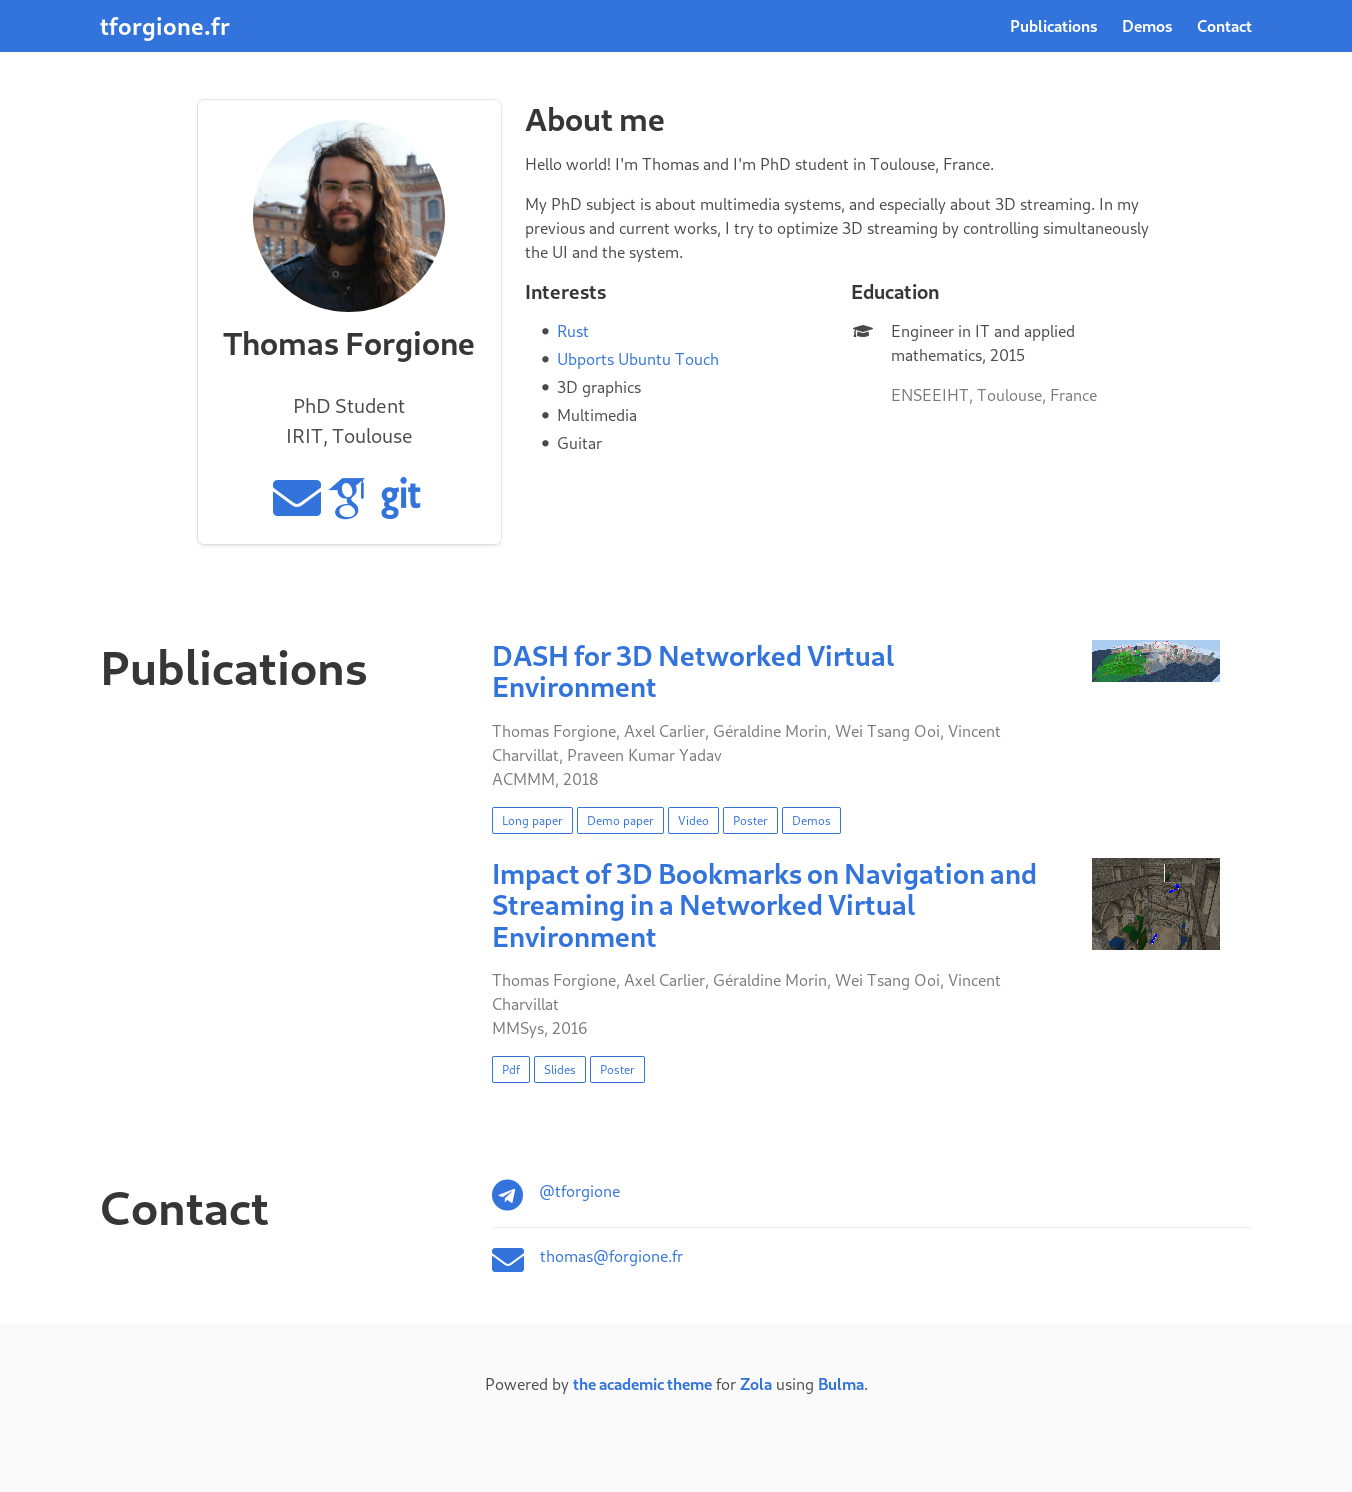 tforgione.fr
Publications Demos Contact
Thomas Forgione
PhD Student
IRIT, Toulouse
git
About me
Hello world! I'm Thomas and I'm PhD student in Toulouse, France.
My PhD subject is about multimedia systems, and especially about 3D streaming. In my
previous and current works, I try to optimize 3D streaming by controlling simultaneously
the UI and the system.
Interests
Rust
Ubports Ubuntu Touch
3D graphics
Multimedia
Guitar
Education
Engineer in IT and applied
mathematics, 2015
ENSEEIHT, Toulouse, France
Publications
DASH for 3D Networked Virtual
Environment
Thomas Forgione, Axel Carlier, Géraldine Morin, Wei Tsang Ooi, Vincent
Charvillat, Praveen Kumar Yadav
ACMMM, 2018
Long paper Demo paper Video Poster Demos
Impact of 3D Bookmarks on Navigation and
Streaming in a Networked Virtual
Environment
Thomas Forgione, Axel Carlier, Géraldine Morin, Wei Tsang Ooi, Vincent
Charvillat
MMSys, 2016
Pdf Slides Poster
Contact
@tforgione
thomas@forgione.fr
Powered by the academic theme for Zola using Bulma.